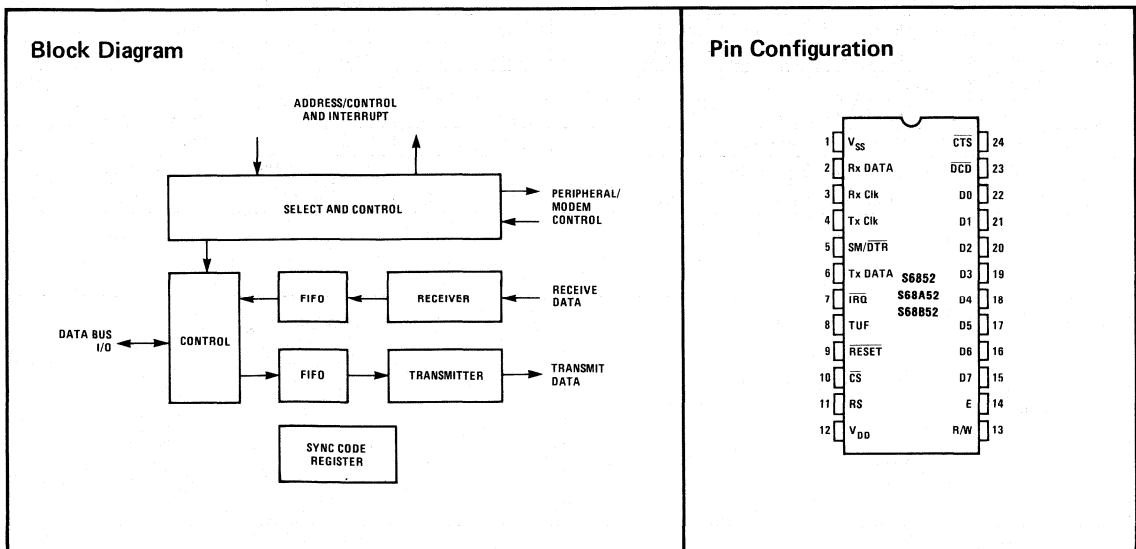 Block Diagram
ADDRESS/CONTROL
AND INTERRUPT
SELECT AND CONTROL
PERIPHERAL/
MODEM
CONTROL
CONTROL
FIFO
RECEIVER
RECEIVE
DATA
DATA BUS
I/O
FIFO
TRANSMITTER
TRANSMIT
DATA
SYNC CODE
REGISTER
Pin Configuration
1 VSS CTS 24
2 Rx DATA DCD 23
3 Rx Clk D0 22
4 Tx Clk D1 21
5 SM/DTR D2 20
6 Tx DATA D3 19
S6852
S68A52
S68B52
7 IRQ D4 18
8 TUF D5 17
9 RESET D6 16
10 CS D7 15
11 RS E 14
12 VDD R/W 13